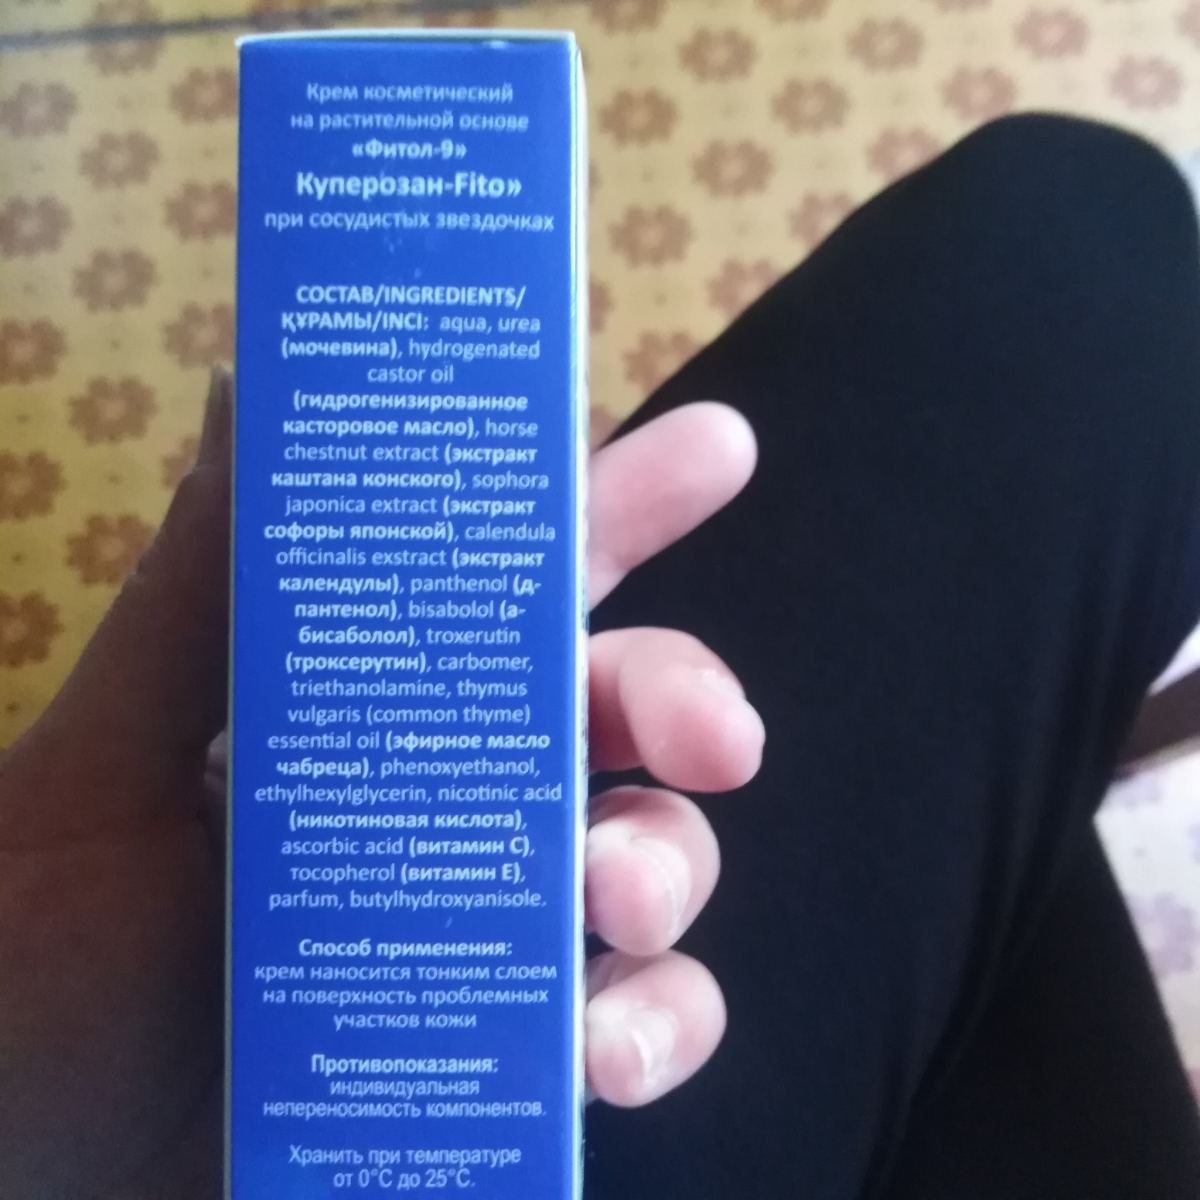 Крем косметический
на растительной основе
«Фитол-9»
Куперозан-Fito»
при сосудистых звездочках
СОСТАВ/INGREDIENTS/
ҚҰРАМЫ/INCI: aqua, urea
(мочевина), hydrogenated
castor oil
(гидрогенизированное
касторовое масло), horse
chestnut extract (экстракт
каштана конского), sophora
japonica extract (экстракт
софоры японской), calendula
officinalis exstract (экстракт
календулы), panthenol (д-
пантенол), bisabolol (а-
бисаболол), troxerutin
(троксерутин), carbomer,
triethanolamine, thymus
vulgaris (common thyme)
essential oil (эфирное масло
чабреца), phenoxyethanol,
ethylhexylglycerin, nicotinic acid
(никотиновая кислота),
ascorbic acid (витамин С),
тocopherol (витамин Е),
parfum, butylhydroxyanisole.
Способ применения:
крем наносится тонким слоем
на поверхность проблемных
участков кожи
Противопоказания:
индивидуальная
непереносимость компонентов.
Хранить при температуре
от 0°С до 25°С.